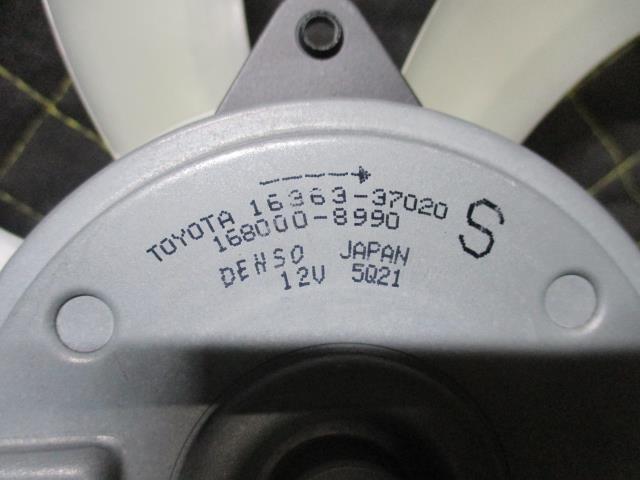 TOYOTA 16363-37020
168000-8990
DENSO JAPAN
12V 5Q21
S